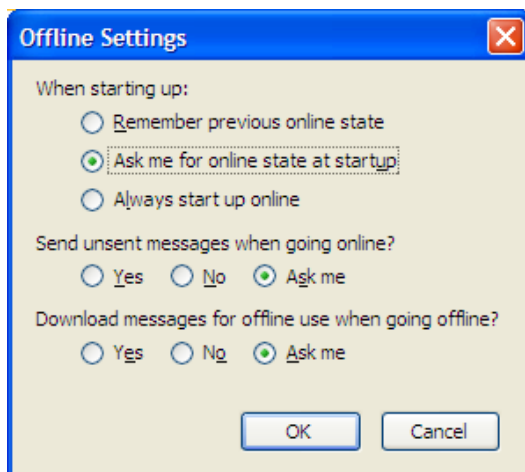 Offline Settings
When starting up:
Remember previous online state
Ask me for online state at startup
Always start up online
Send unsent messages when going online?
Yes No Ask me
Download messages for offline use when going offline?
Yes No Ask me
OK Cancel